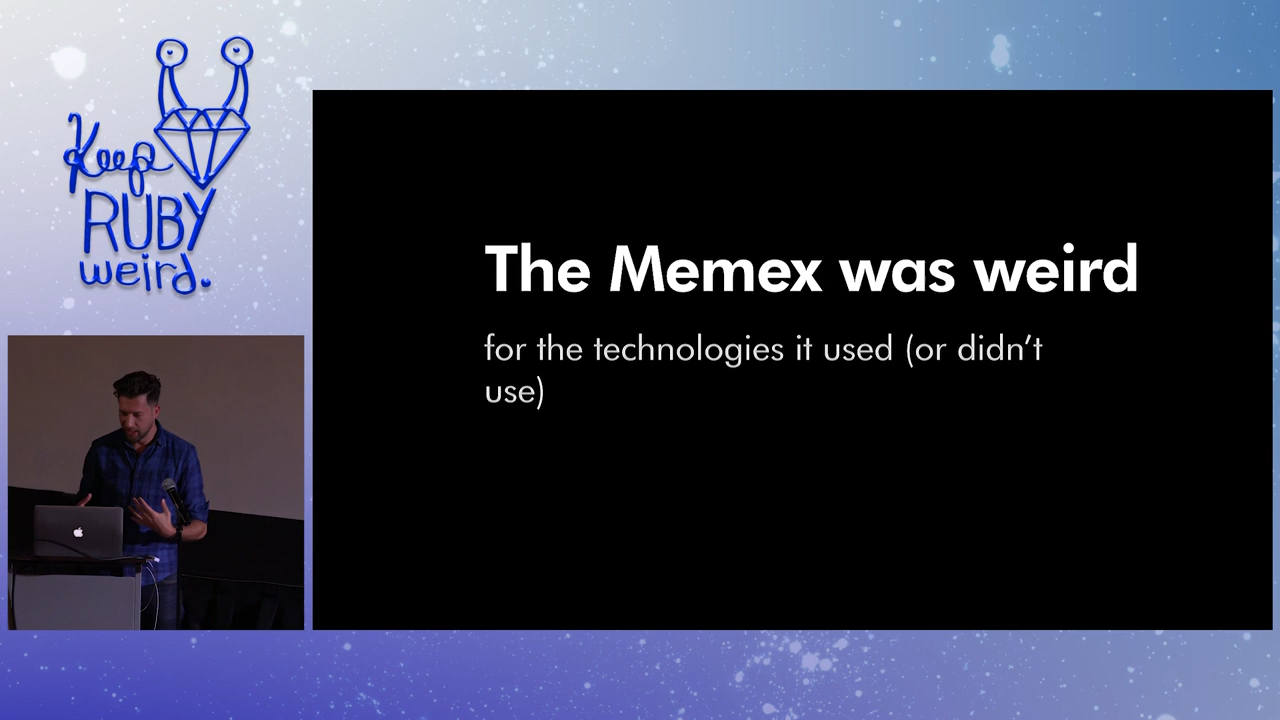 Keep
RUBY
weird.
The Memex was weird
for the technologies it used (or didn’t
use)